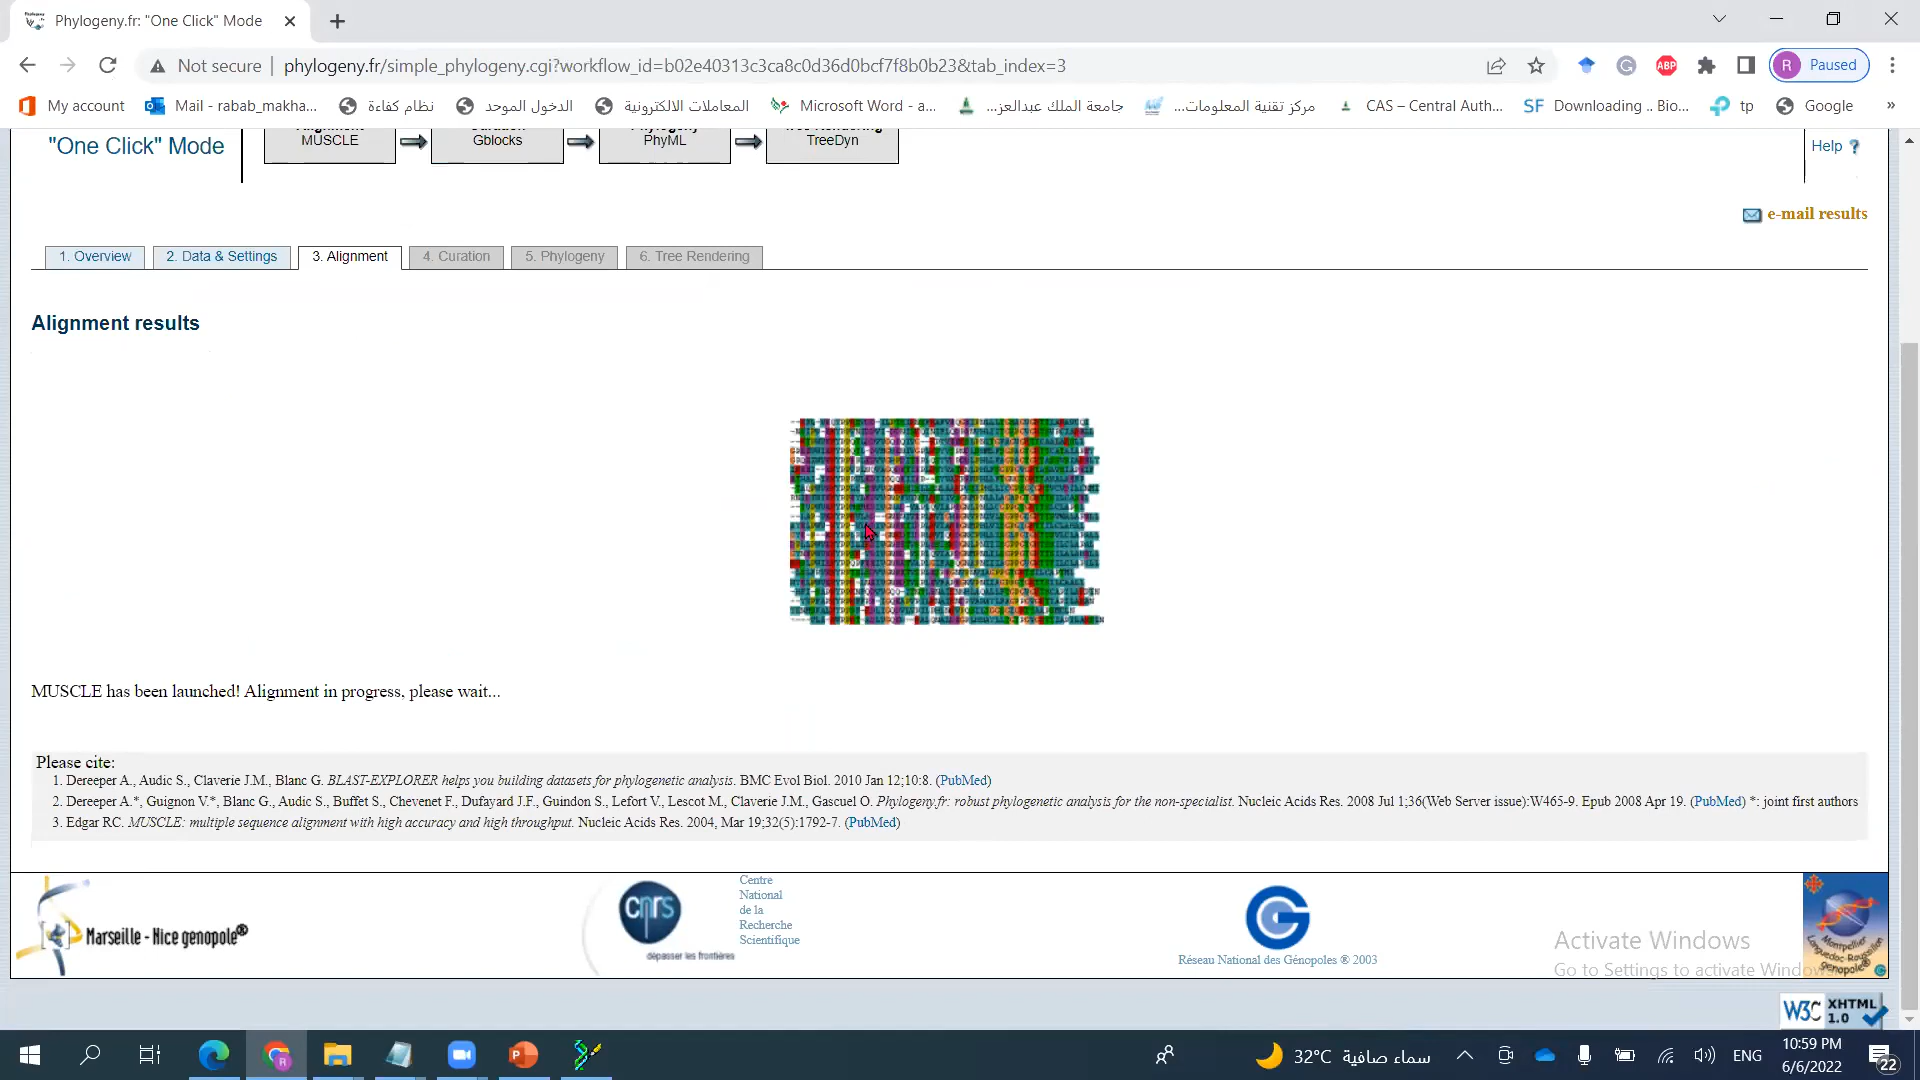 Phylogeny.fr: "One Click" Mode
Not secure
phylogeny.fr/simple_phylogeny.cgi?workflow_id=b02e40313c3ca8c0d36d0bcf7f8b0b23&tab_index=3
ABP
R Paused
My account
Mail - rabab_makha...
نظام كفاءة
الدخول الموحد
المعاملات الالكترونية
Microsoft Word - a...
جامعة الملك عبدالعز...
مركز تقنية المعلومات...
CAS – Central Auth...
SF Downloading .. Bio...
tp
Google
»
"One Click" Mode
MUSCLE
Gblocks
PhyML
TreeDyn
Help ?
e-mail results
1. Overview
2. Data & Settings
3. Alignment
4. Curation
5. Phylogeny
6. Tree Rendering
Alignment results
MUSCLE has been launched! Alignment in progress, please wait...
Please cite:
1. Dereeper A., Audic S., Claverie J.M., Blanc G. BLAST-EXPLORER helps you building datasets for phylogenetic analysis. BMC Evol Biol. 2010 Jan 12;10:8. (PubMed)
2. Dereeper A.*, Guignon V.*, Blanc G., Audic S., Buffet S., Chevenet F., Dufayard J.F., Guindon S., Lefort V., Lescot M., Claverie J.M., Gascuel O. Phylogeny.fr: robust phylogenetic analysis for the non-specialist. Nucleic Acids Res. 2008 Jul 1;36(Web Server issue):W465-9. Epub 2008 Apr 19. (PubMed) *: joint first authors
3. Edgar RC. MUSCLE: multiple sequence alignment with high accuracy and high throughput. Nucleic Acids Res. 2004, Mar 19;32(5):1792-7. (PubMed)
Marseille - Nice genopole®
cnrs
dépasser les frontières
Centre
National
de la
Recherche
Scientifique
Réseau National des Génopoles ® 2003
Montpellier
genopole®
Activate Windows
Go to Settings to activate Windo
W3C XHTML 1.0
32°C سماء صافية
ENG
10:59 PM
6/6/2022
22